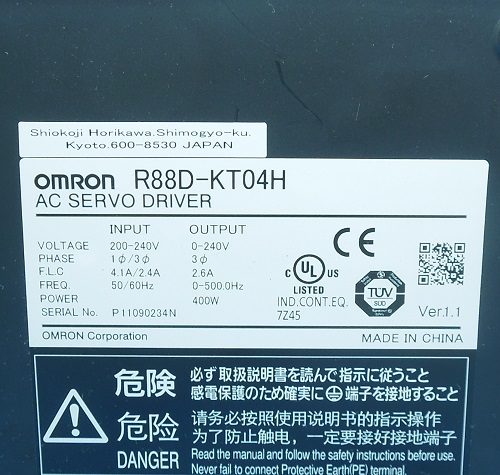 Shiokoji Horikawa.Shimogyo-ku.
Kyoto.600-8530 JAPAN
OMRON R88D-KT04H
AC SERVO DRIVER
INPUT OUTPUT
VOLTAGE 200-240V 0-240V
PHASE 1φ/3φ 3φ
F.L.C 4.1A/2.4A 2.6A
FREQ. 50/60Hz 0-500.0Hz
POWER 400W
SERIAL No. P11090234N
CE
C UL US
LISTED
IND.CONT.EQ.
7Z45
TÜV
SUD
Ver.1.1
OMRON Corporation MADE IN CHINA
危険 必ず取扱説明書を読んで指示に従うこと
感電保護のため確実に端子を接地すること
危险 请务必按照使用说明书的指示操作
为了防止触电，一定要接好接地端子
DANGER Read the manual and follow the safety instructions before use.
Never fail to connect Protective Earth(PE) terminal.